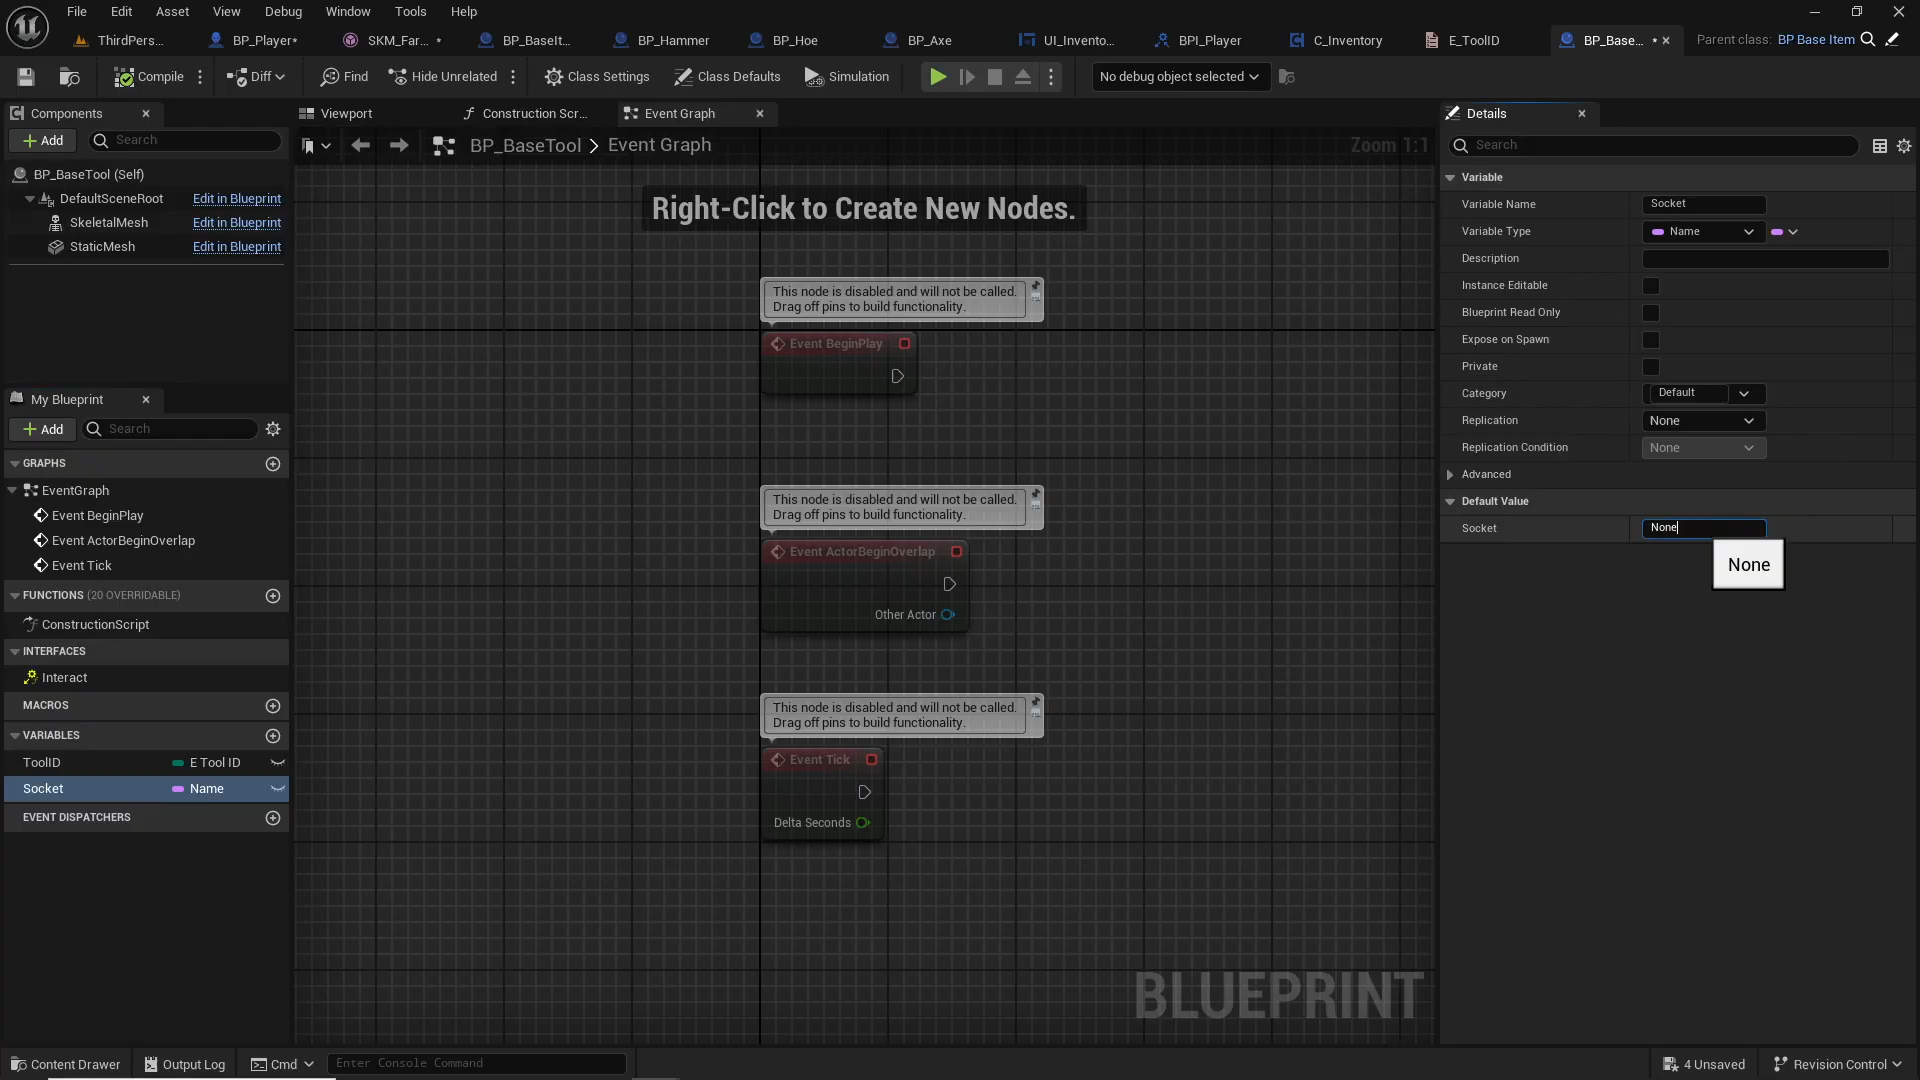 File Edit Asset View Debug Window Tools Help
ThirdPers... BP_Player* SKM_Far... * BP_BaseIt... BP_Hammer BP_Hoe BP_Axe UI_Invento... BPI_Player C_Inventory E_ToolID BP_Base... * Parent class: BP Base Item
Compile Diff Find Hide Unrelated Class Settings Class Defaults Simulation No debug object selected
Components
Add Search
BP_BaseTool (Self)
DefaultSceneRoot Edit in Blueprint
SkeletalMesh Edit in Blueprint
StaticMesh Edit in Blueprint
My Blueprint
Add Search
GRAPHS
EventGraph
Event BeginPlay
Event ActorBeginOverlap
Event Tick
FUNCTIONS (20 OVERRIDABLE)
ConstructionScript
INTERFACES
Interact
MACROS
VARIABLES
ToolID E Tool ID
Socket Name
EVENT DISPATCHERS
Viewport Construction Scr... Event Graph
BP_BaseTool > Event Graph Zoom 1:1
Right-Click to Create New Nodes.
This node is disabled and will not be called.
Drag off pins to build functionality.
Event BeginPlay
This node is disabled and will not be called.
Drag off pins to build functionality.
Event ActorBeginOverlap
Other Actor
This node is disabled and will not be called.
Drag off pins to build functionality.
Event Tick
Delta Seconds
BLUEPRINT
Details
Search
Variable
Variable Name Socket
Variable Type Name
Description
Instance Editable
Blueprint Read Only
Expose on Spawn
Private
Category Default
Replication None
Replication Condition None
Advanced
Default Value
Socket None
None
Content Drawer Output Log Cmd Enter Console Command 4 Unsaved Revision Control